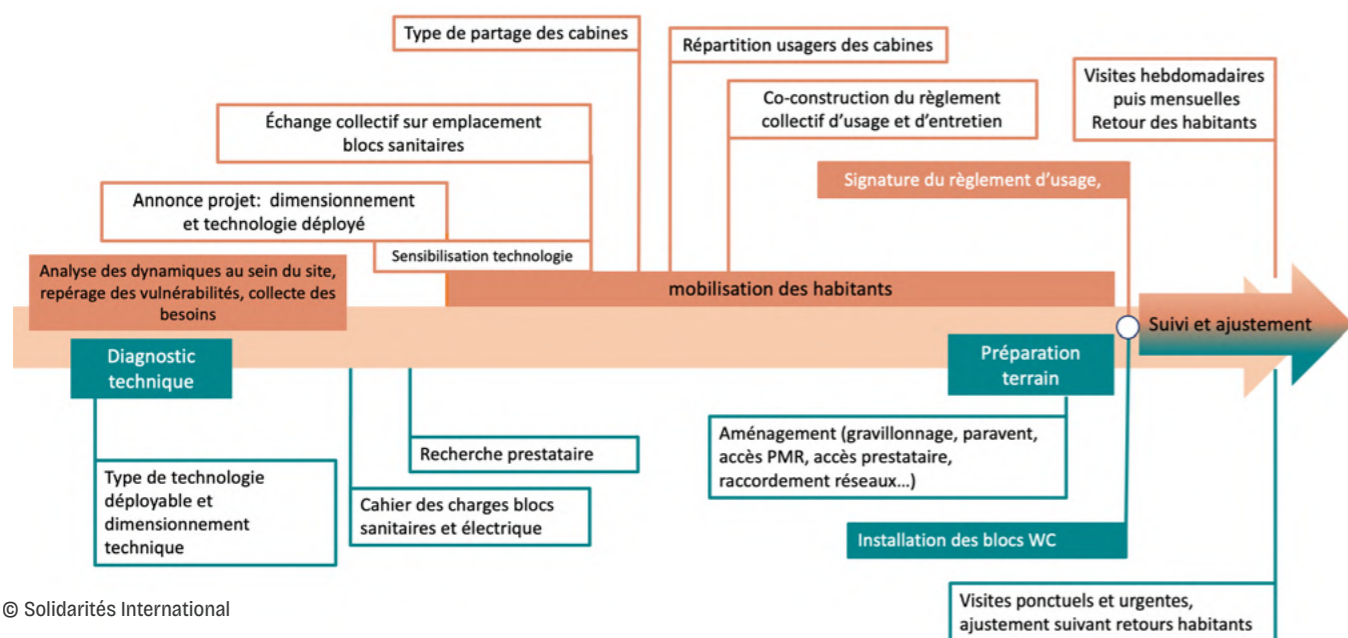 Type de partage des cabines
Répartition usagers des cabines
Visites hebdomadaires
puis mensuelles
Retour des habitants
Co-construction du règlement
collectif d'usage et d'entretien
Échange collectif sur emplacement
blocs sanitaires
Signature du règlement d'usage,
Annonce projet: dimensionnement
et technologie déployé
Sensibilisation technologie
Analyse des dynamiques au sein du site,
repérage des vulnérabilités, collecte des
besoins
mobilisation des habitants
Suivi et ajustement
Diagnostic
technique
Préparation
terrain
Aménagement (gravillonnage, paravent,
accès PMR, accès prestataire,
raccordement réseaux...)
Recherche prestataire
Type de technologie
déployable et
dimensionnement
technique
Cahier des charges blocs
sanitaires et électrique
Installation des blocs WC
Visites ponctuels et urgentes,
ajustement suivant retours habitants
© Solidarités International